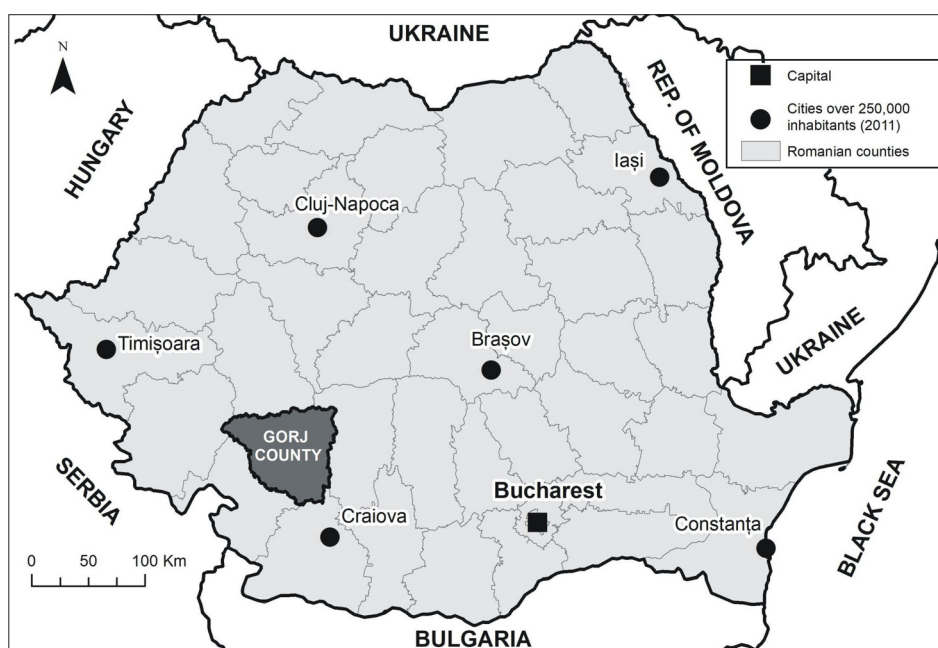 UKRAINE
N
HUNGARY
REP. OF MOLDOVA
Capital
Cities over 250,000
inhabitants (2011)
Romanian counties
Iași
Cluj-Napoca
Timișoara
Brașov
UKRAINE
GORJ
COUNTY
SERBIA
Bucharest
Craiova
Constanța
BLACK SEA
0 50 100 Km
BULGARIA